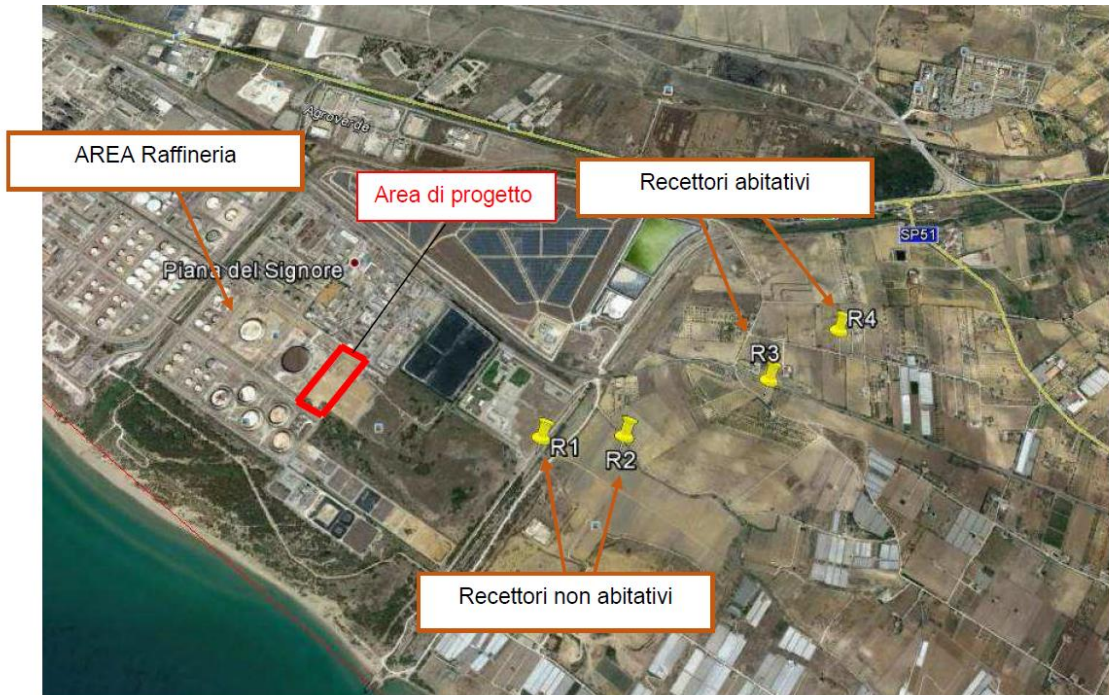 Agroverde
AREA Raffineria
Area di progetto
Recettori abitativi
SP51
Piana del Signore
R4
R3
R1
R2
Recettori non abitativi